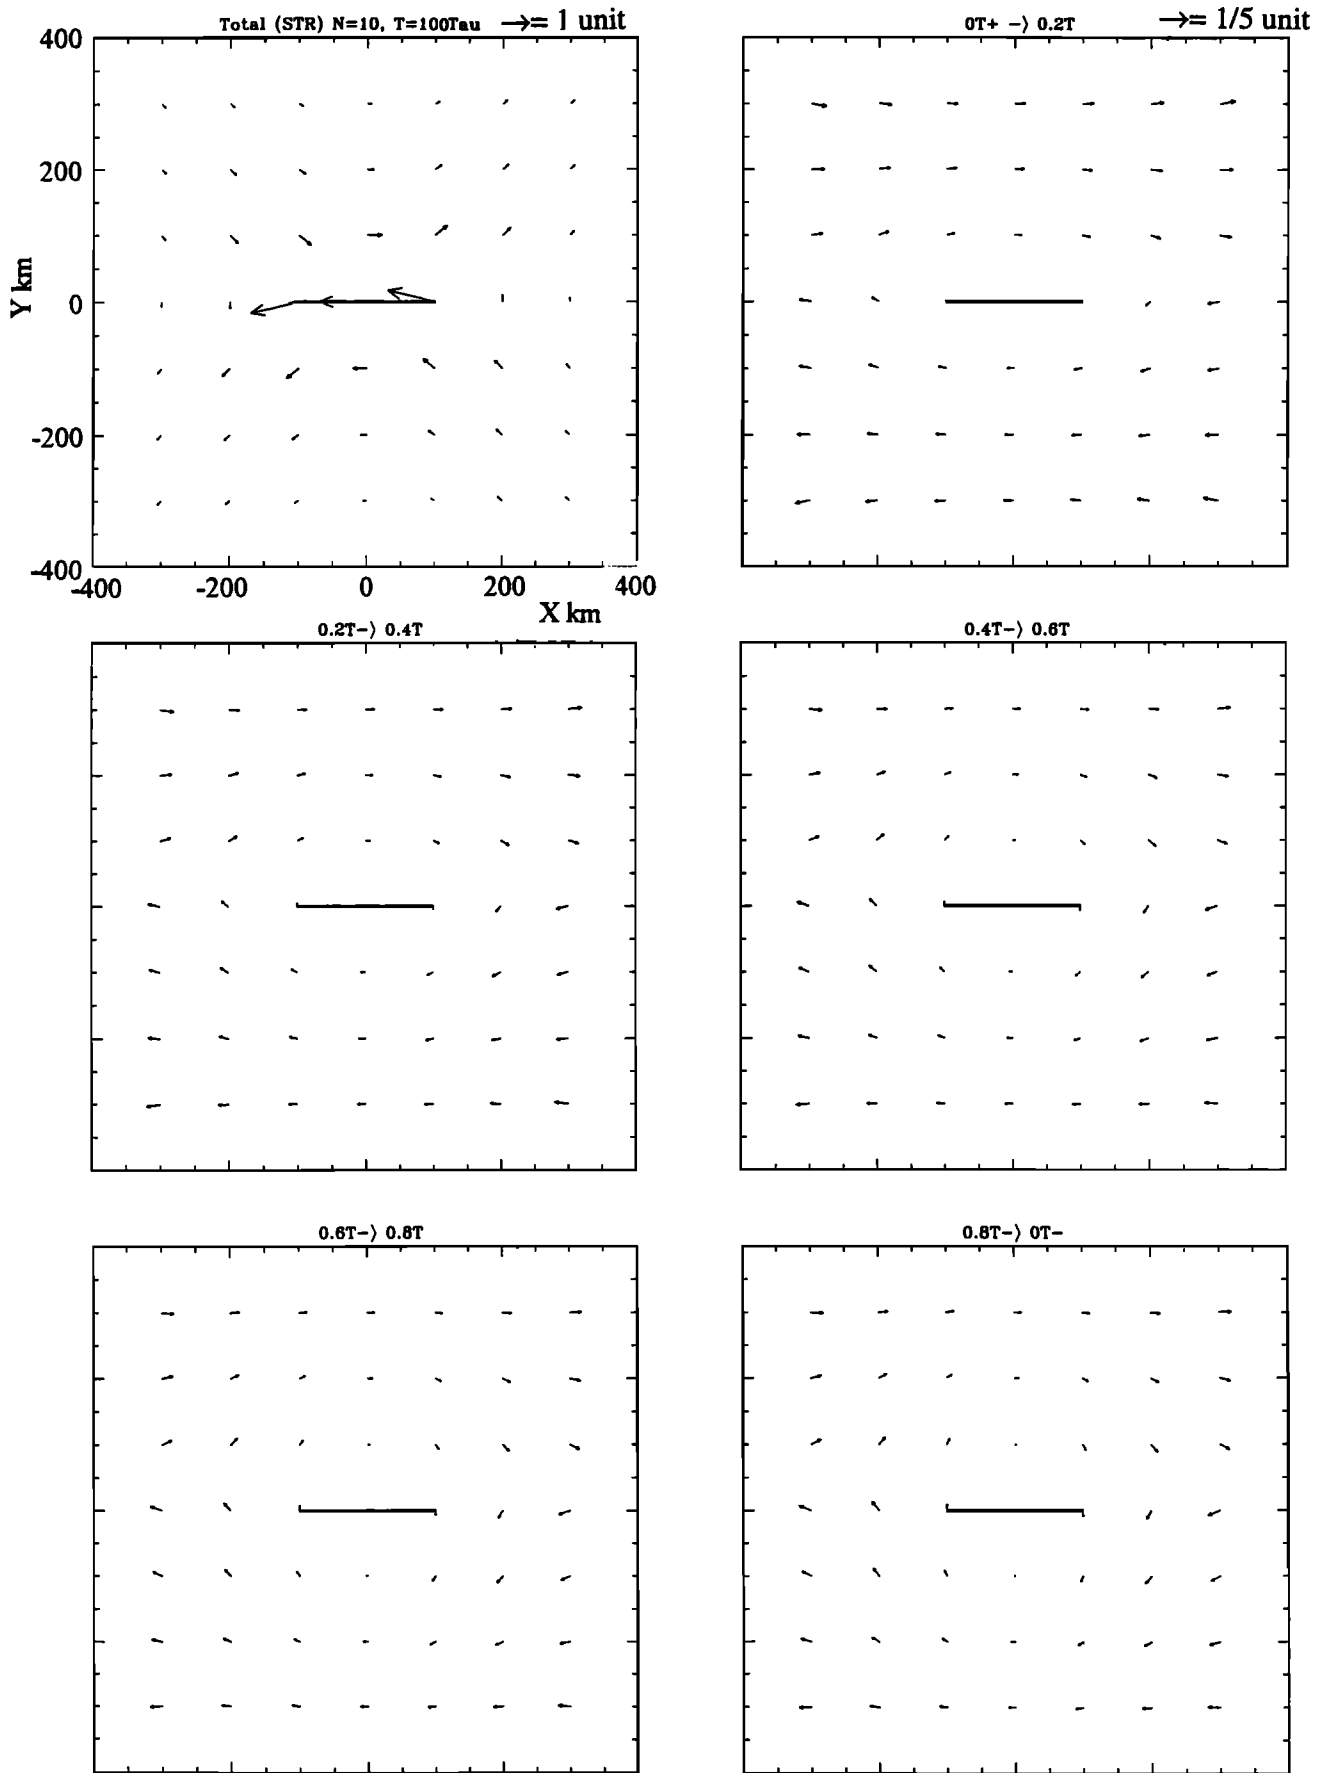 Total (STR) N=10, T=100Tau →= 1 unit
0T+ -> 0.2T →= 1/5 unit
400
200
0
-200
-400
Y km
-400 -200 0 200 400
X km
0.2T-> 0.4T
0.4T-> 0.6T
0.6T-> 0.8T
0.8T-> 0T-